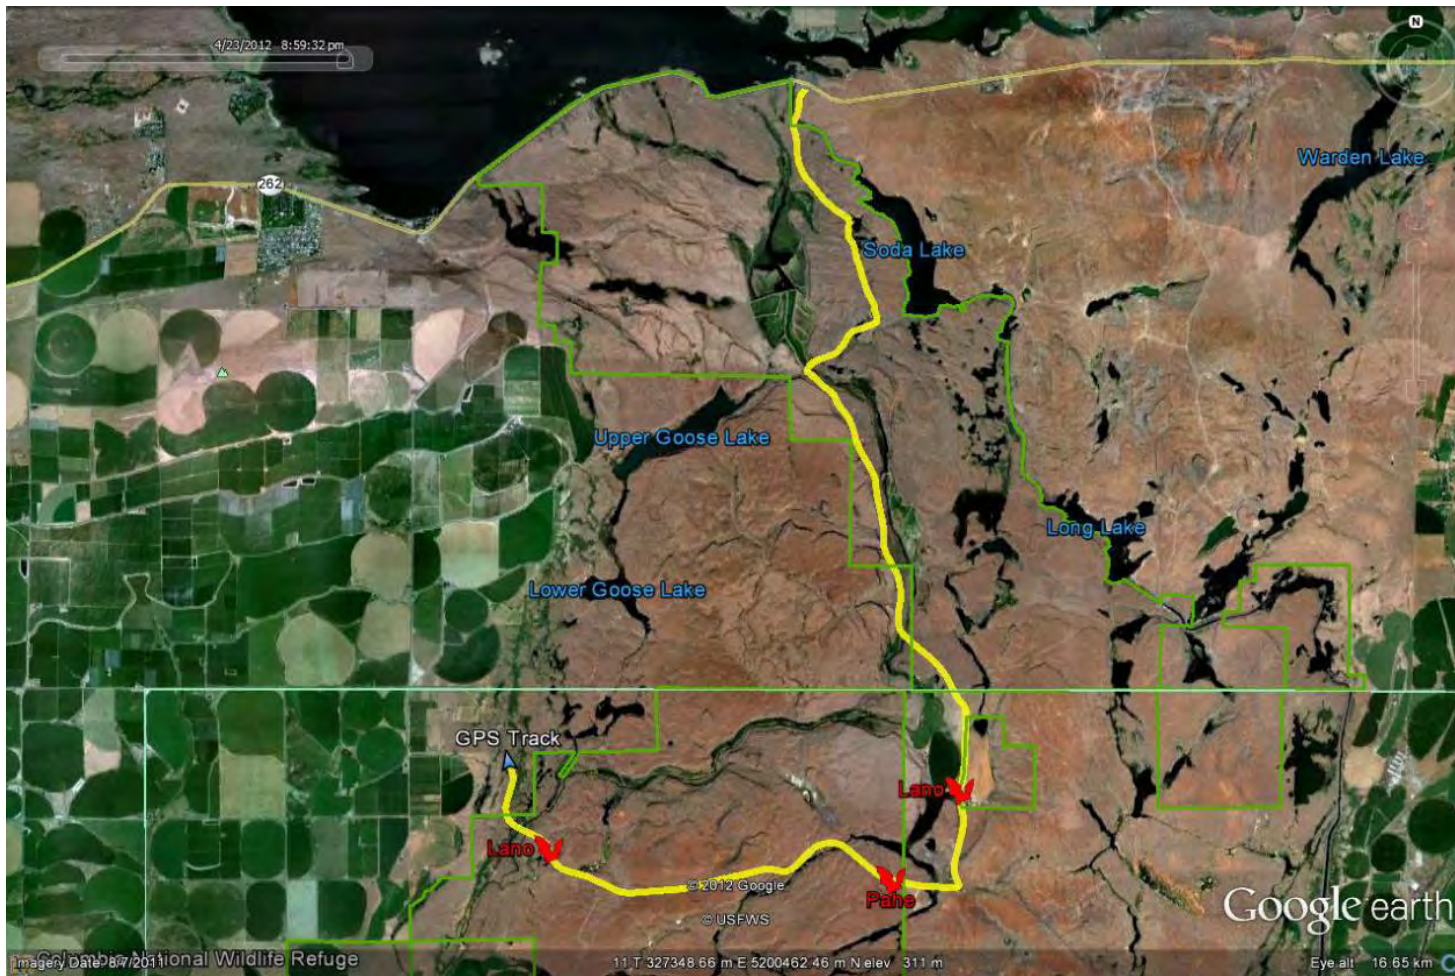 4/23/2012 8:59:32 pm
N
Warden Lake
262
Soda Lake
Upper Goose Lake
Long Lake
Lower Goose Lake
GPS Track
Lano
Lano
Pahe
© 2012 Google
© USFWS
Google earth
National Wildlife Refuge
Imagery Date: 8/7/2011
11 T 327348.66 m E 5200462.46 m N elev 311 m
Eye alt 16.65 km